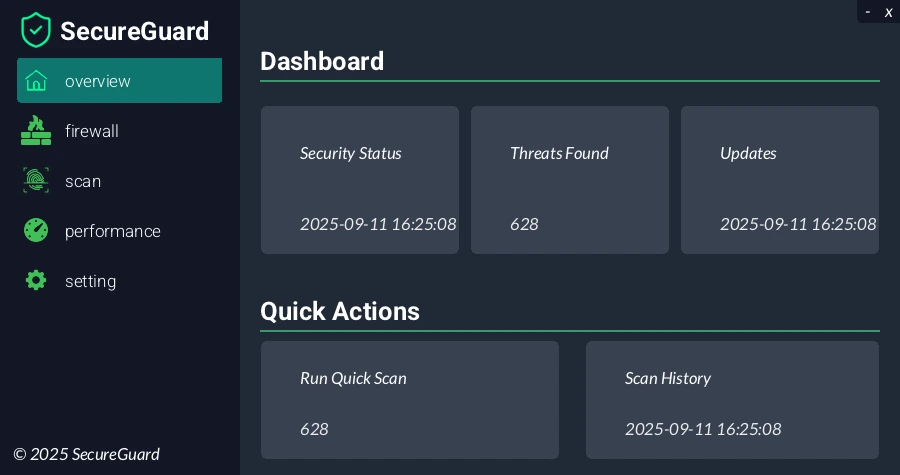 SecureGuard
overview
firewall
scan
performance
setting
© 2025 SecureGuard
- x
Dashboard
Security Status
2025-09-11 16:25:08
Threats Found
628
Updates
2025-09-11 16:25:08
Quick Actions
Run Quick Scan
628
Scan History
2025-09-11 16:25:08